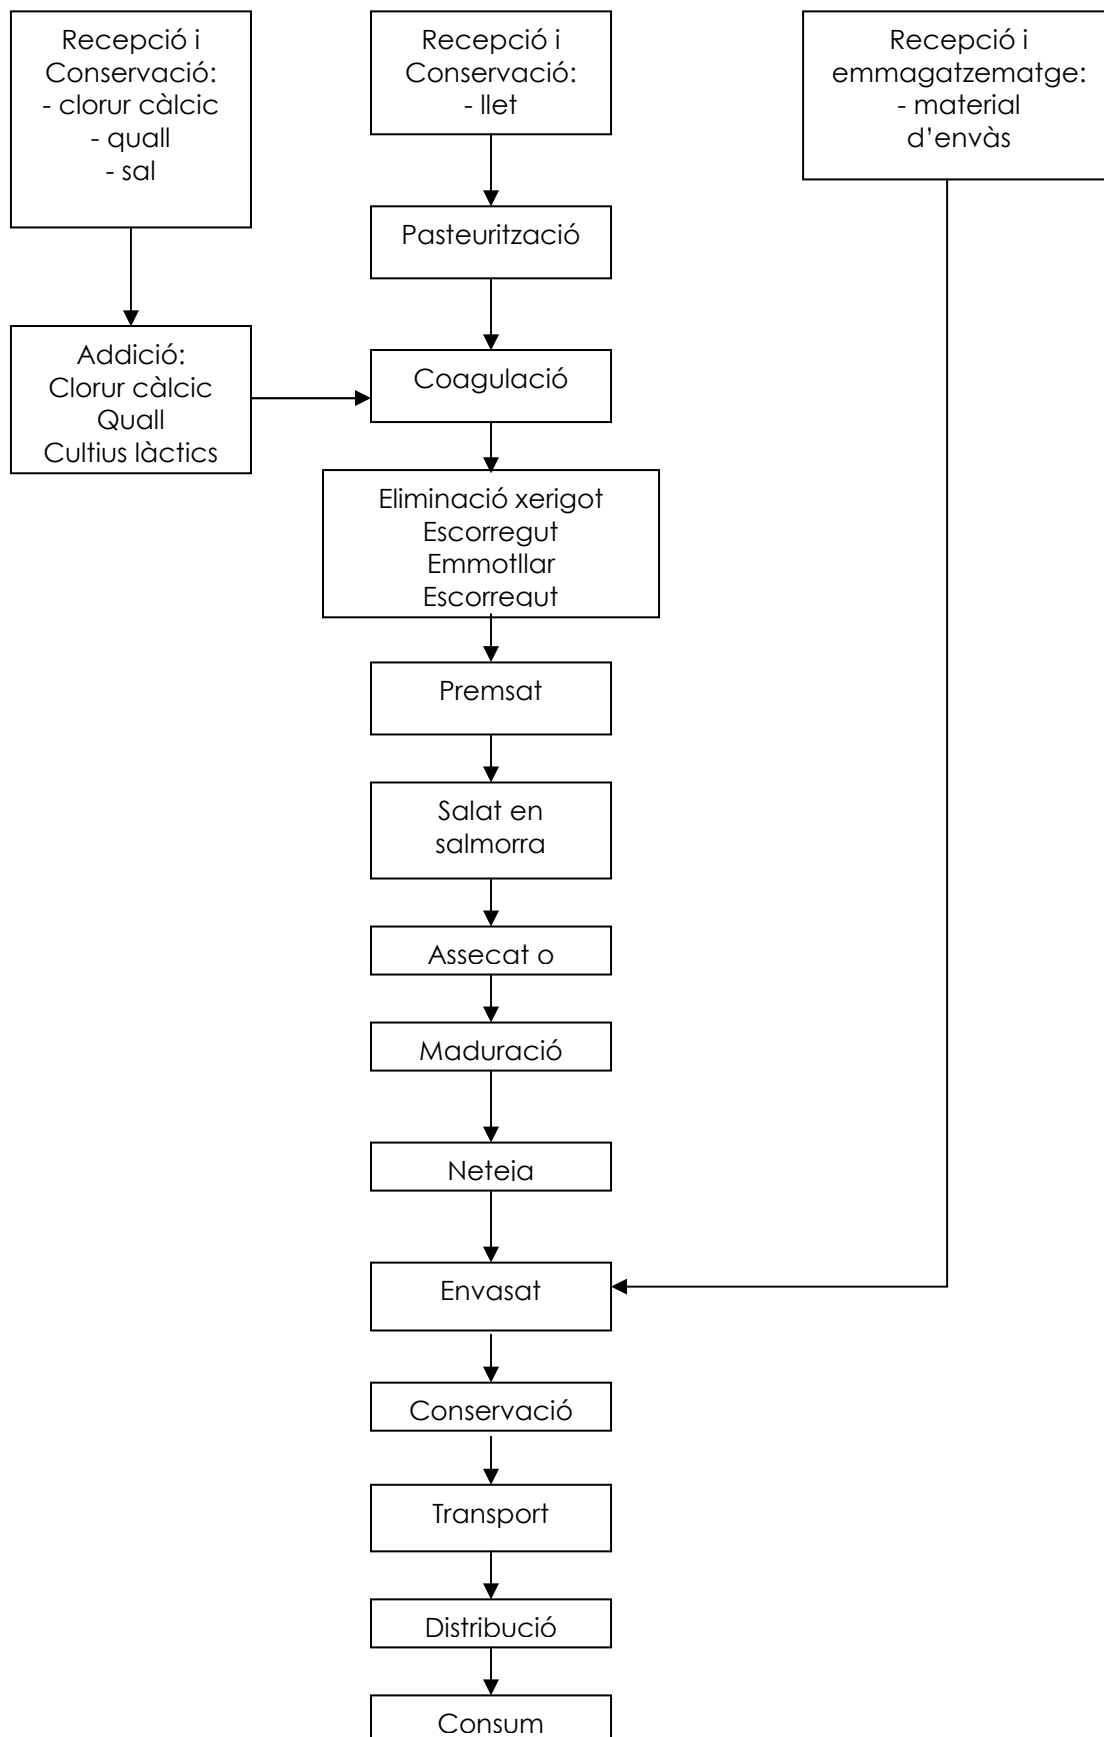 Recepció i
Conservació:
- clorur càlcic
- quall
- sal
Recepció i
Conservació:
- llet
Recepció i
emmagatzematge:
- material
d’envàs
Pasteurització
Addició:
Clorur càlcic
Quall
Cultius làctics
Coagulació
Eliminació xerigot
Escorregut
Emmotllar
Escorregut
Premsat
Salat en
salmorra
Assecat o
Maduració
Neteja
Envasat
Conservació
Transport
Distribució
Consum